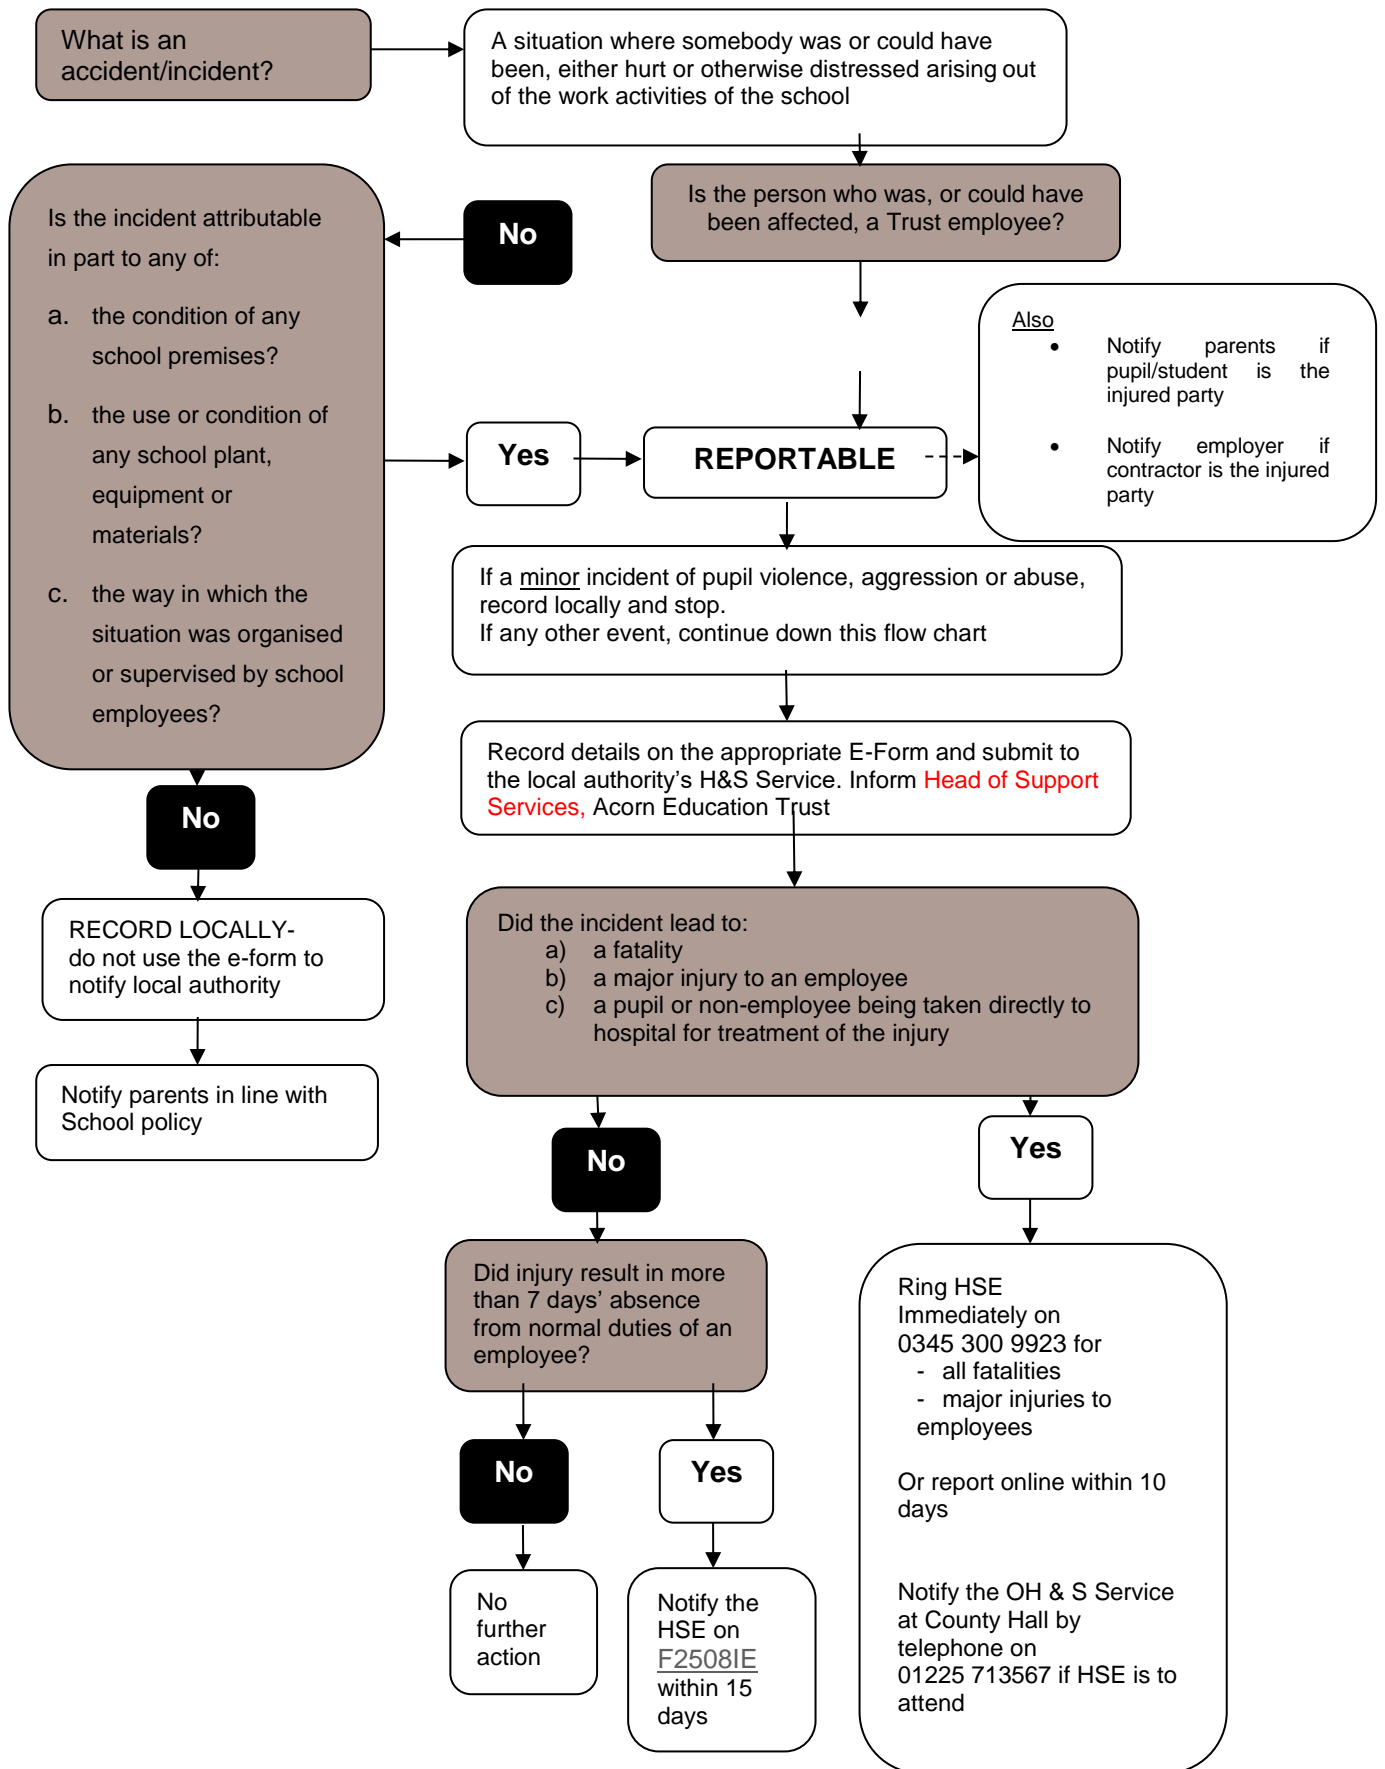 What is an
accident/incident?
A situation where somebody was or could have
been, either hurt or otherwise distressed arising out
of the work activities of the school
Is the person who was, or could have
been affected, a Trust employee?
No
Is the incident attributable
in part to any of:
a. the condition of any
school premises?
b. the use or condition of
any school plant,
equipment or
materials?
c. the way in which the
situation was organised
or supervised by school
employees?
Also
• Notify parents if
pupil/student is the
injured party
• Notify employer if
contractor is the injured
party
Yes
REPORTABLE
If a minor incident of pupil violence, aggression or abuse,
record locally and stop.
If any other event, continue down this flow chart
Record details on the appropriate E-Form and submit to
the local authority’s H&S Service. Inform Head of Support
Services, Acorn Education Trust
No
RECORD LOCALLY-
do not use the e-form to
notify local authority
Notify parents in line with
School policy
Did the incident lead to:
a) a fatality
b) a major injury to an employee
c) a pupil or non-employee being taken directly to
hospital for treatment of the injury
No
Yes
Did injury result in more
than 7 days’ absence
from normal duties of an
employee?
No
Yes
No
further
action
Notify the
HSE on
F2508IE
within 15
days
Ring HSE
Immediately on
0345 300 9923 for
- all fatalities
- major injuries to
employees
Or report online within 10
days
Notify the OH & S Service
at County Hall by
telephone on
01225 713567 if HSE is to
attend